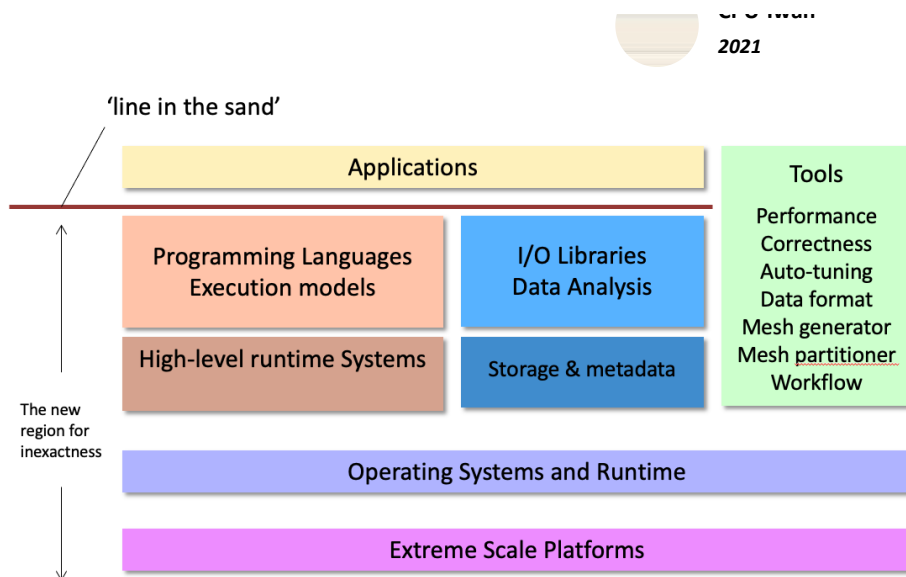 2021
'line in the sand'
Applications
Programming Languages
Execution models
I/O Libraries
Data Analysis
High-level runtime Systems
Storage & metadata
Tools
Performance
Correctness
Auto-tuning
Data format
Mesh generator
Mesh partitioner
Workflow
The new
region for
inexactness
Operating Systems and Runtime
Extreme Scale Platforms